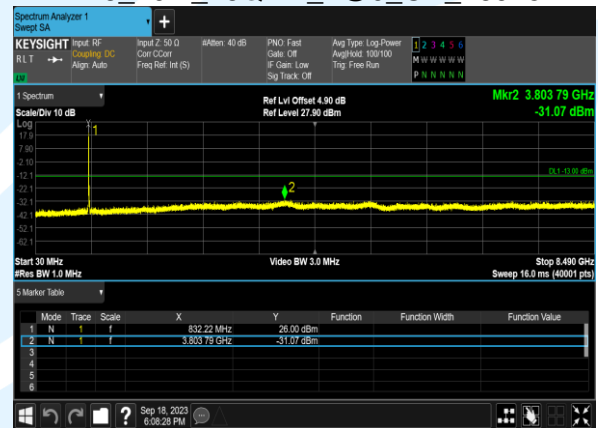 Spectrum Analyzer 1
Swept SA
KEYSIGHT
Input: RF
Input Z: 50 Ω
#Atten: 40 dB
PNO: Fast
Avg Type: Log-Power
1 2 3 4 5 6
R L T
Coupling: DC
Corr CCorr
Gate: Off
Avg|Hold: 100/100
M W W W W W
Align: Auto
Freq Ref: Int (S)
IF Gain: Low
Trig: Free Run
Sig Track: Off
P N N N N N
LXI
1 Spectrum
Ref Lvl Offset 4.90 dB
Mkr2 3.803 79 GHz
Scale/Div 10 dB
Ref Level 27.90 dBm
-31.07 dBm
Log
1
17.9
7.90
-2.10
DL1 -13.00 dBm
-12.1
-22.1
2
-32.1
-42.1
-52.1
-62.1
Start 30 MHz
Video BW 3.0 MHz
Stop 8.490 GHz
#Res BW 1.0 MHz
Sweep 16.0 ms (40001 pts)
5 Marker Table
Mode Trace Scale X Y Function Function Width Function Value
1 N 1 f 832.22 MHz 26.00 dBm
2 N 1 f 3.803 79 GHz -31.07 dBm
3
4
5
6
?
Sep 18, 2023
6:08:28 PM